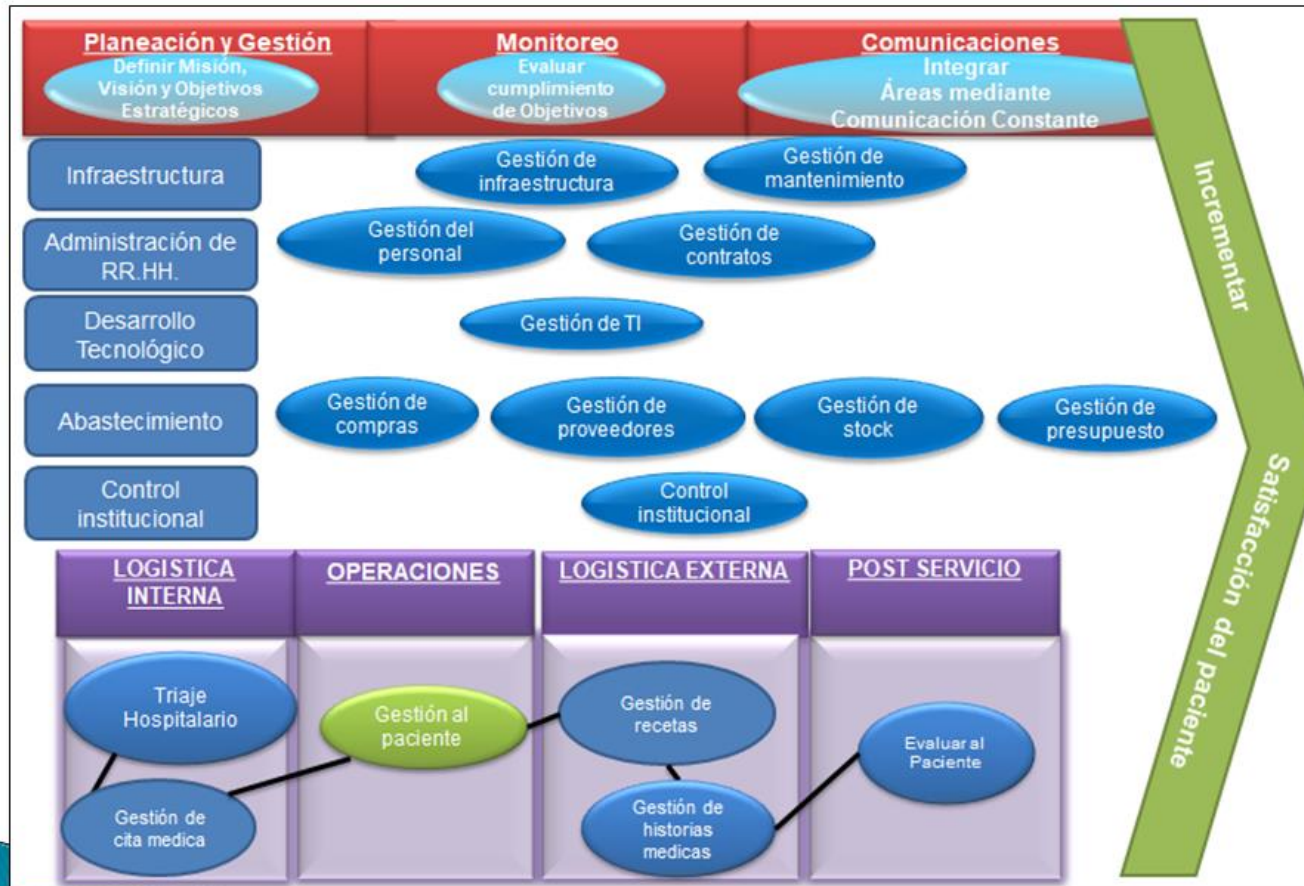 Planeación y Gestión
Definir Misión,
Visión y Objetivos
Estratégicos
Monitoreo
Evaluar
cumplimiento
de Objetivos
Comunicaciones
Integrar
Áreas mediante
Comunicación Constante
Infraestructura
Gestión de
infraestructura
Gestión de
mantenimiento
Administración de
RR.HH.
Gestión del
personal
Gestión de
contratos
Desarrollo
Tecnológico
Gestión de TI
Abastecimiento
Gestión de
compras
Gestión de
proveedores
Gestión de
stock
Gestión de
presupuesto
Control
institucional
Control
institucional
Incrementar
Satisfacción del paciente
LOGISTICA
INTERNA
OPERACIONES
LOGISTICA EXTERNA
POST SERVICIO
Triaje
Hospitalario
Gestión de
cita medica
Gestión al
paciente
Gestión de
recetas
Gestión de
historias
medicas
Evaluar al
Paciente